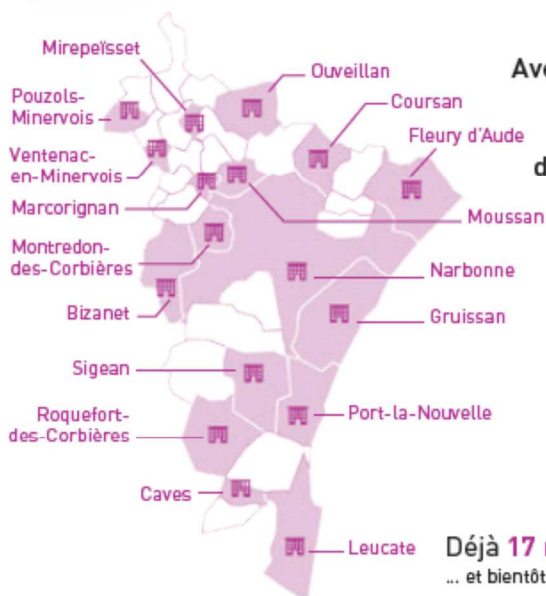 Mirepeïsset
Ouveillan
Pouzols-
Minervois
Coursan
Fleury d'Aude
Ventenac-
en-Minervois
Marcorignan
Moussan
Montredon-
des-Corbières
Narbonne
Bizanet
Gruissan
Sigean
Roquefort-
des-Corbières
Port-la-Nouvelle
Caves
Leucate
Déjà 17
... et bientôt